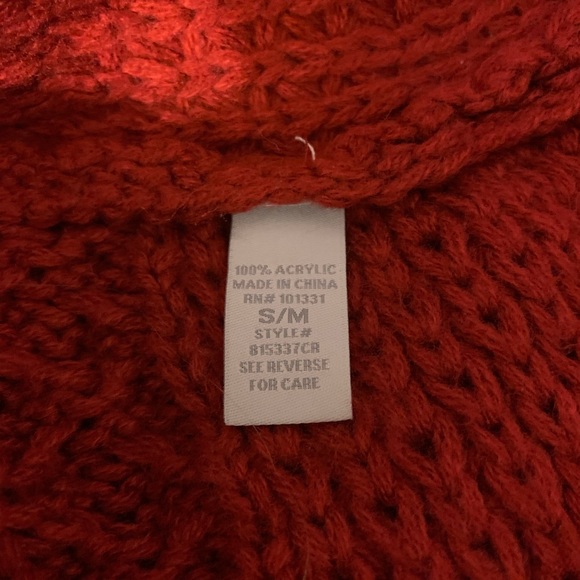 100% ACRYLIC
MADE IN CHINA
RN# 101331
S/M
STYLE#
815337CR
SEE REVERSE
FOR CARE